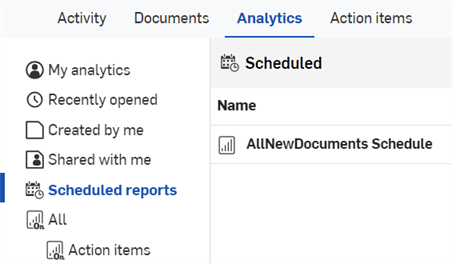 Activity Documents Analytics Action items
My analytics
Recently opened
Created by me
Shared with me
Scheduled reports
All
Action items
Scheduled
Name
AllNewDocuments Schedule